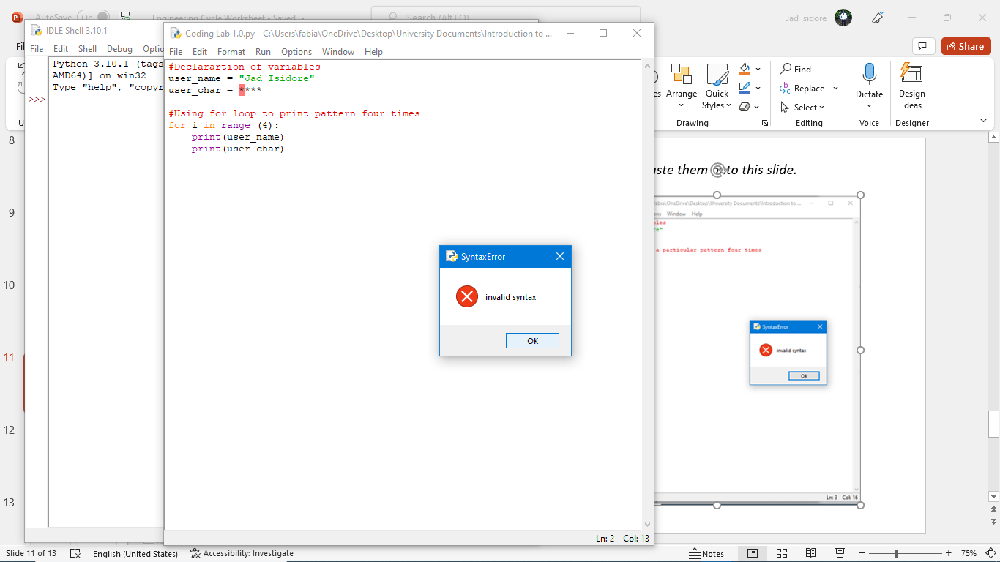 AutoSave On Engineering Cycle Worksheet • Saved Search (Alt+Q) Jad Isidore
IDLE Shell 3.10.1
File Edit Shell Debug Optio
Python 3.10.1 (tags
AMD64)] on win32
Type "help", "copyr
>>>
Coding Lab 1.0.py - C:\Users\fabia\OneDrive\Desktop\University Documents\Introduction to ...
File Edit Format Run Options Window Help
#Declarartion of variables
user_name = "Jad Isidore"
user_char = ****
#Using for loop to print pattern four times
for i in range (4):
print(user_name)
print(user_char)
SyntaxError
invalid syntax
OK
Ln: 2 Col: 13
Share
Arrange
Quick
Styles
Drawing
Find
Replace
Select
Editing
Dictate
Voice
Design
Ideas
Designer
8
9
10
11
12
13
aste them to this slide.
fabia\OneDrive\Desktop\University Documents\Introduction to ...
ons Window Help
bles
re"
a particular pattern four times
SyntaxError
invalid syntax
OK
Ln: 3 Col: 16
Slide 11 of 13 English (United States) Accessibility: Investigate Notes 75%